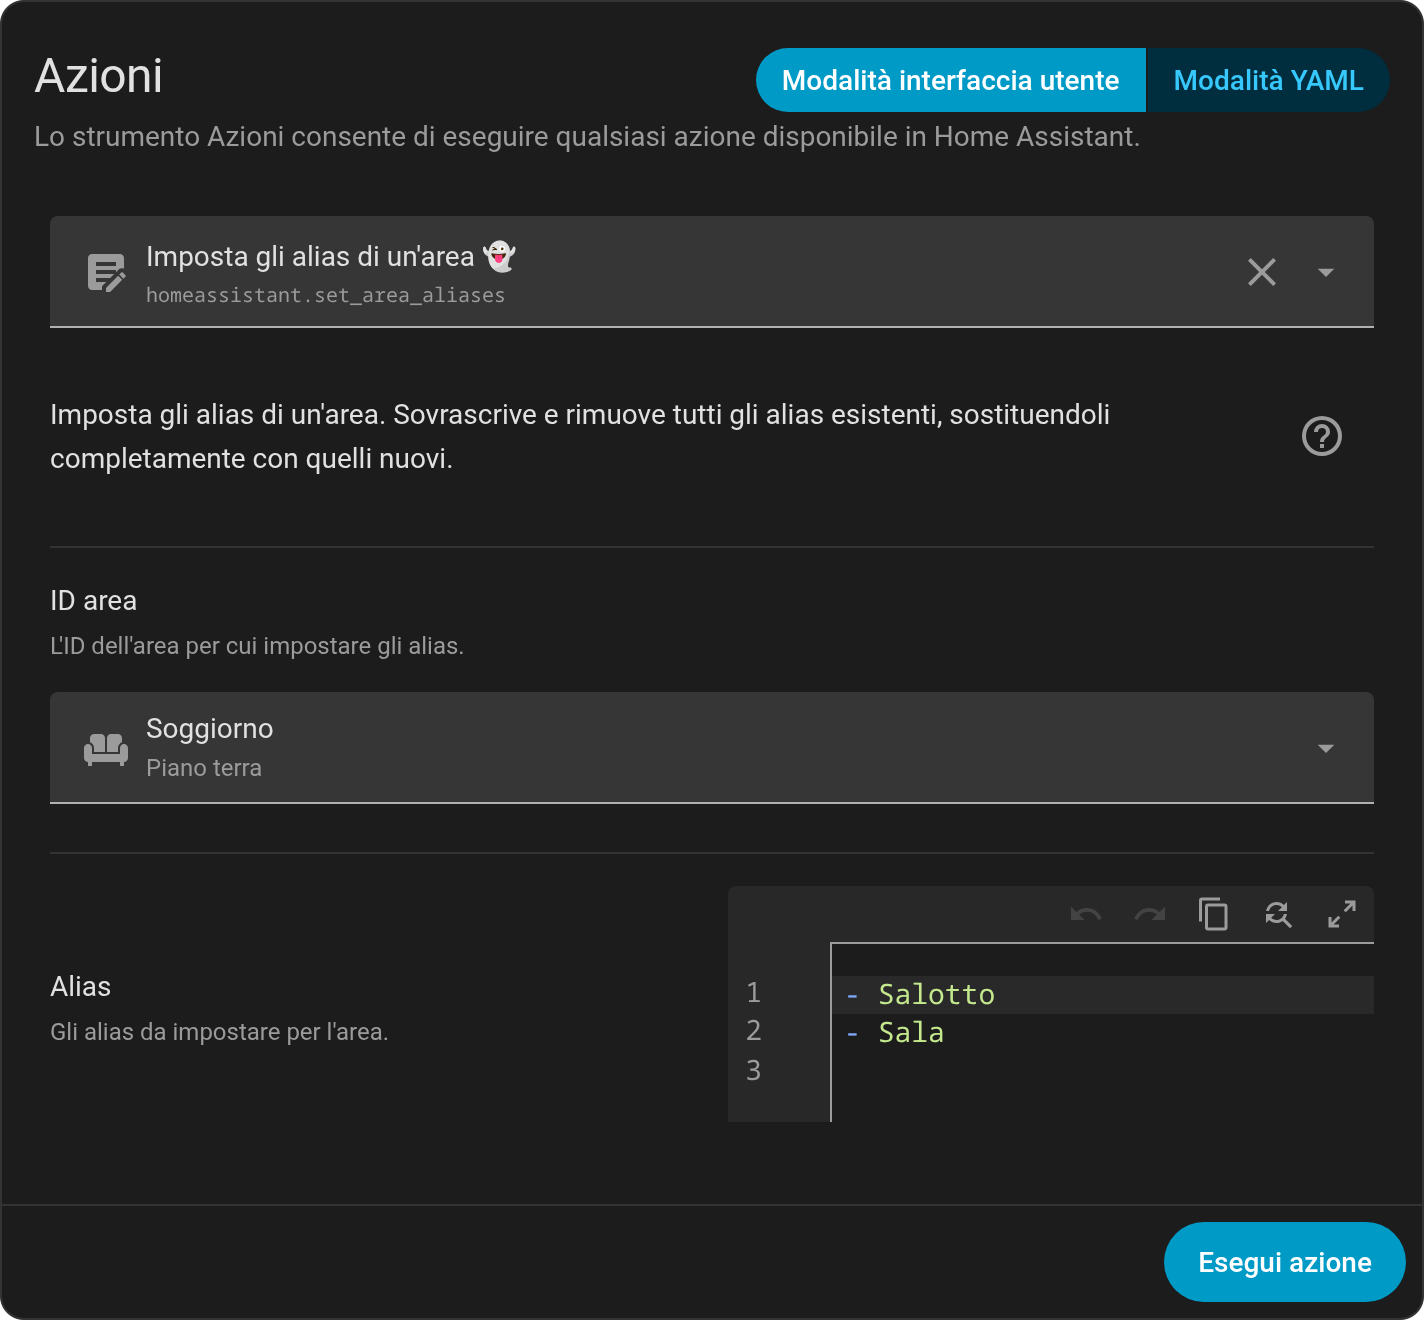 Azioni
Modalità interfaccia utente
Modalità YAML
Lo strumento Azioni consente di eseguire qualsiasi azione disponibile in Home Assistant.
Imposta gli alias di un'area 👻
homeassistant.set_area_aliases
Imposta gli alias di un'area. Sovrascrive e rimuove tutti gli alias esistenti, sostituendoli
completamente con quelli nuovi.
ID area
L'ID dell'area per cui impostare gli alias.
Soggiorno
Piano terra
Alias
Gli alias da impostare per l'area.
1 - Salotto
2 - Sala
3
Esegui azione